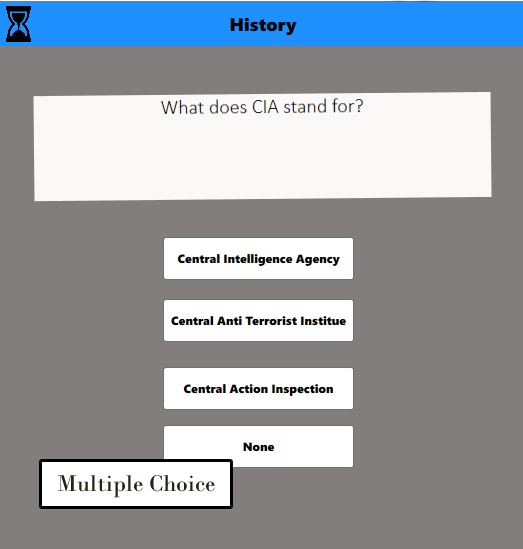 History
What does CIA stand for?
Central Intelligence Agency
Central Anti Terrorist Institue
Central Action Inspection
None
Multiple Choice